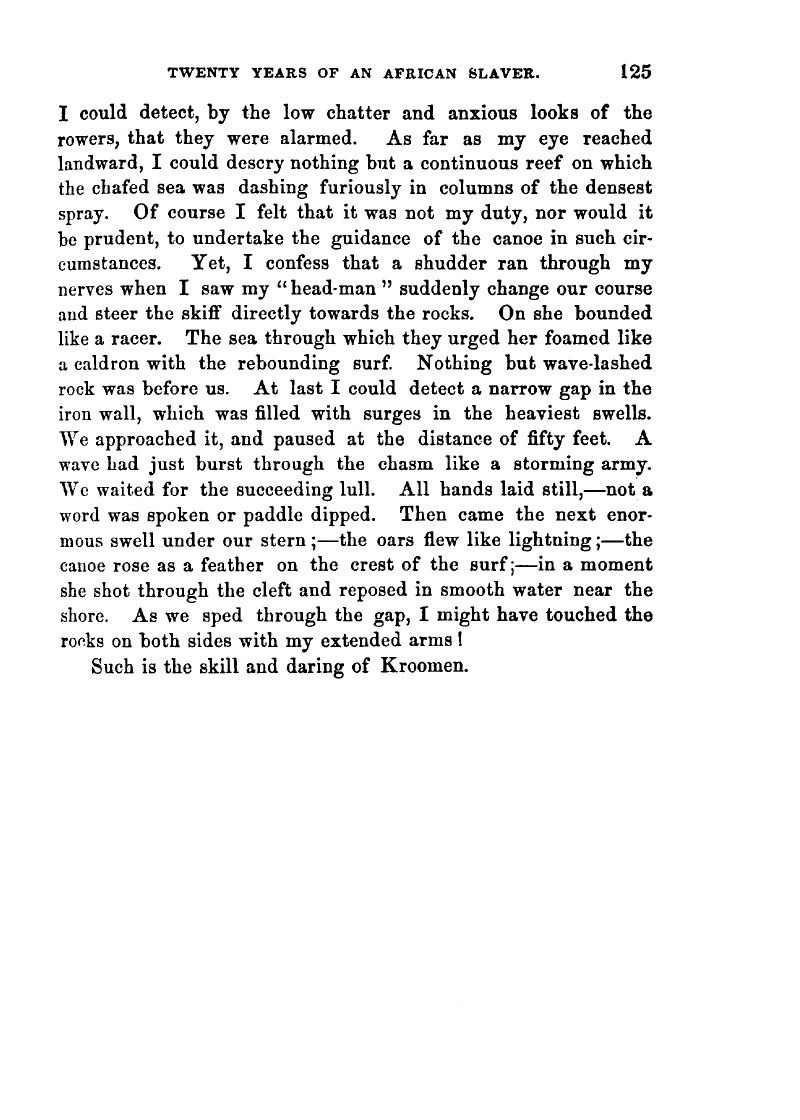 TWENTY YEARS OF AN AFRICAN SLAVER. 125
I could detect, by the low chatter and anxious looks of the
rowers, that they were alarmed. As far as my eye reached
landward, I could descry nothing but a continuous reef on which
the chafed sea was dashing furiously in columns of the densest
spray. Of course I felt that it was not my duty, nor would it
be prudent, to undertake the guidance of the canoe in such cir-
cumstances. Yet, I confess that a shudder ran through my
nerves when I saw my "head-man" suddenly change our course
and steer the skiff directly towards the rocks. On she bounded
like a racer. The sea through which they urged her foamed like
a caldron with the rebounding surf. Nothing but wave-lashed
rock was before us. At last I could detect a narrow gap in the
iron wall, which was filled with surges in the heaviest swells.
We approached it, and paused at the distance of fifty feet. A
wave had just burst through the chasm like a storming army.
We waited for the succeeding lull. All hands laid still,—not a
word was spoken or paddle dipped. Then came the next enor-
mous swell under our stern;—the oars flew like lightning;—the
canoe rose as a feather on the crest of the surf;—in a moment
she shot through the cleft and reposed in smooth water near the
shore. As we sped through the gap, I might have touched the
rocks on both sides with my extended arms!
Such is the skill and daring of Kroomen.